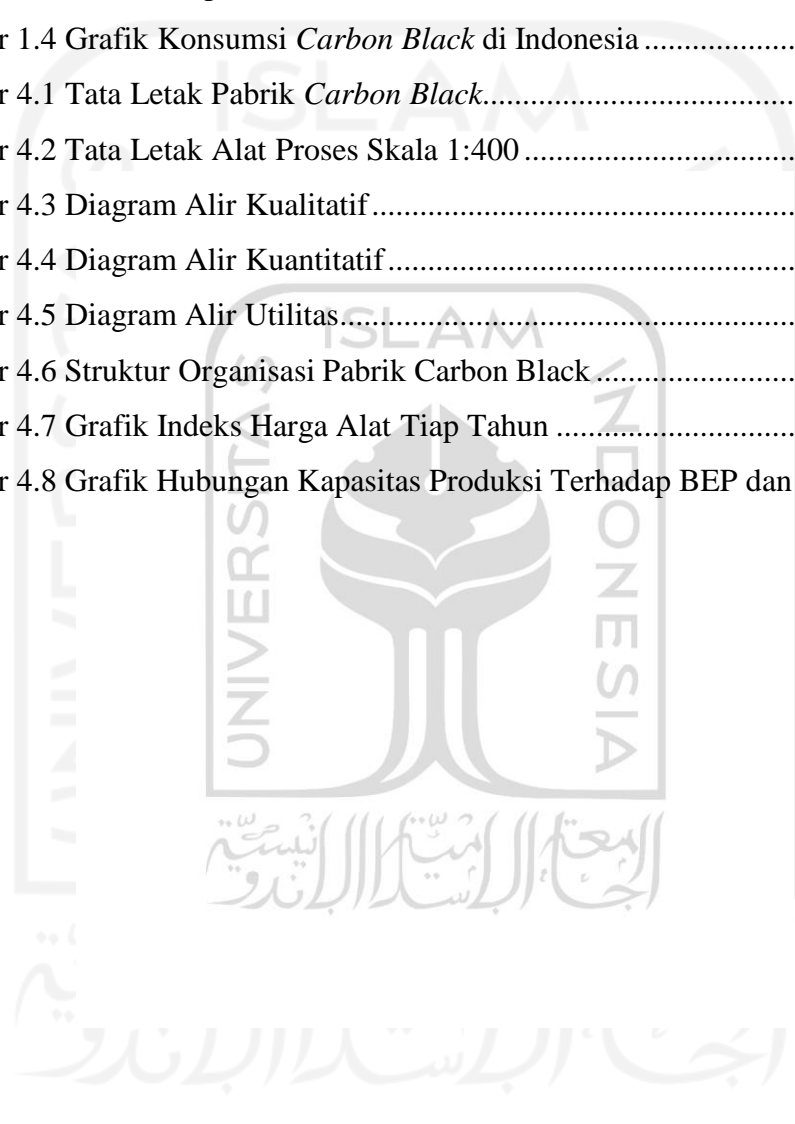 r 1.4 Grafik Konsumsi Carbon Black di Indonesia ...................
r 4.1 Tata Letak Pabrik Carbon Black.......................................
r 4.2 Tata Letak Alat Proses Skala 1:400 ..................................
r 4.3 Diagram Alir Kualitatif .....................................................
r 4.4 Diagram Alir Kuantitatif ...................................................
r 4.5 Diagram Alir Utilitas.........................................................
r 4.6 Struktur Organisasi Pabrik Carbon Black .........................
r 4.7 Grafik Indeks Harga Alat Tiap Tahun ..............................
r 4.8 Grafik Hubungan Kapasitas Produksi Terhadap BEP dan
ISLAM
UNIVERSITAS
INDONESIA